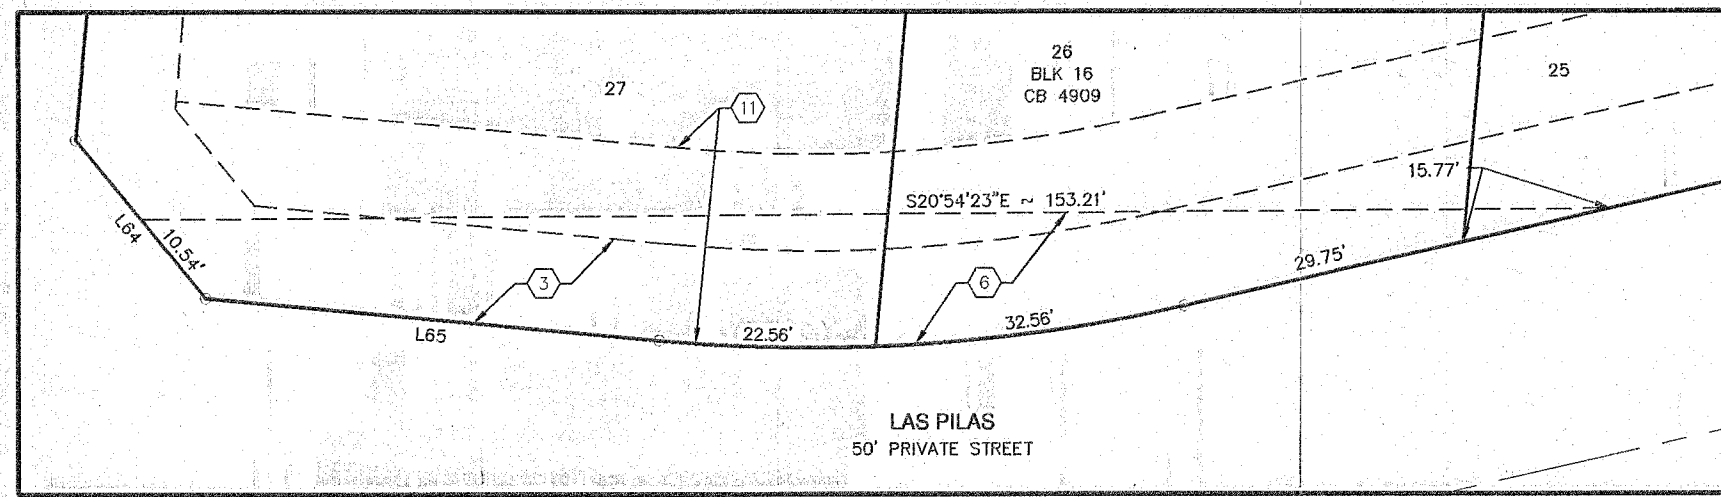 26
BLK 16
CB 4909
25
27
11
15.77'
S20°54'23"E ~ 153.21'
L64
10.54'
3
6
29.75'
L65
22.56'
32.56'
LAS PILAS
50' PRIVATE STREET